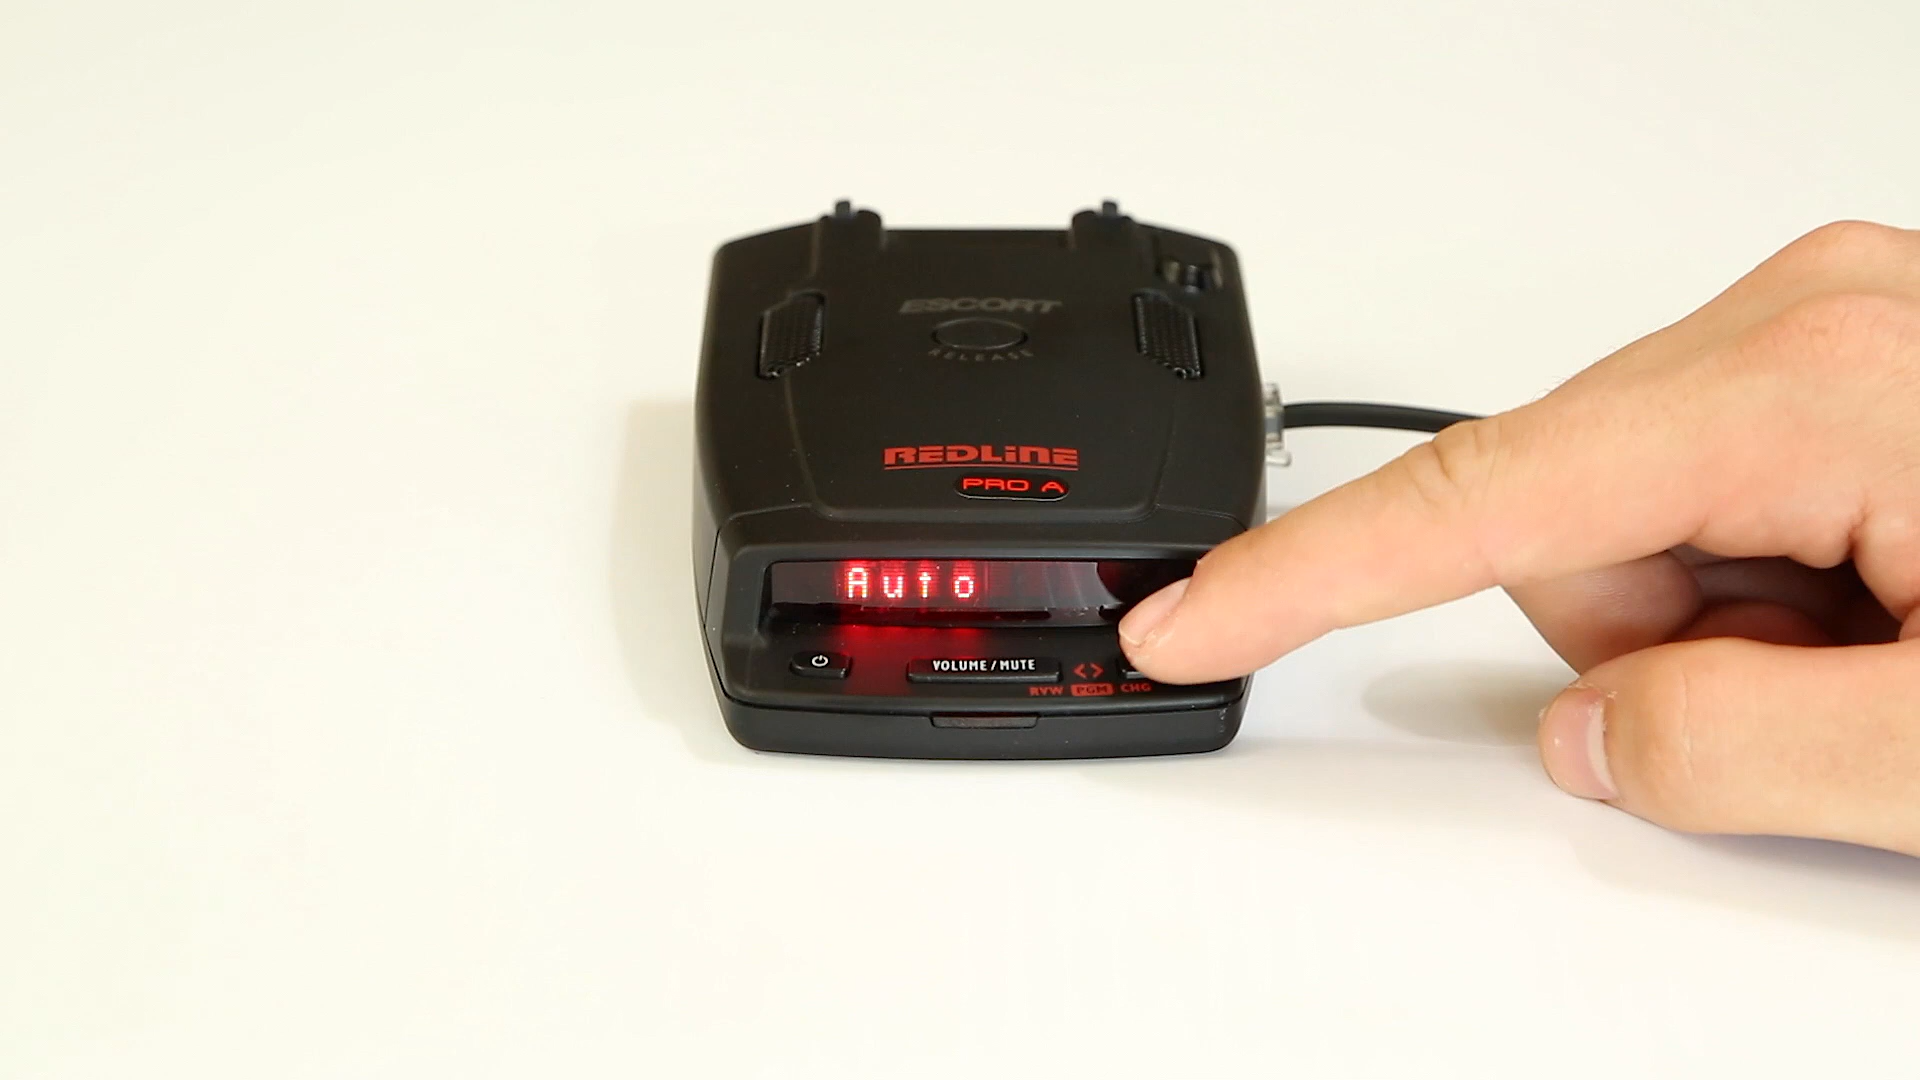 ESCORT
RELEASE
REDLINE
PRO A
Auto
VOLUME/MUTE
RVW PGM CHG